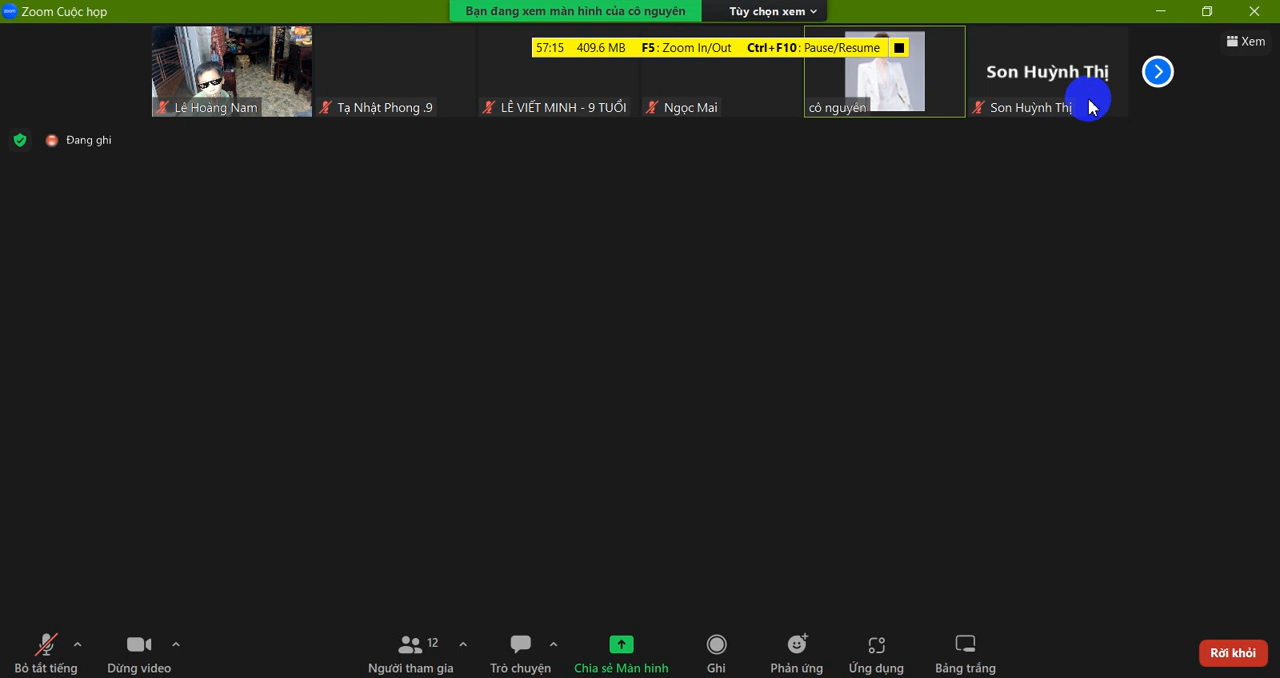 zoom Zoom Cuộc họp
Bạn đang xem màn hình của cô nguyên
Tùy chọn xem
57:15 409.6 MB F5: Zoom In/Out Ctrl+F10: Pause/Resume
Xem
Son Huỳnh Thị
Lê Hoàng Nam
Tạ Nhật Phong .9
LÊ VIẾT MINH - 9 TUỔI
Ngọc Mai
cô nguyên
Son Huỳnh Thị
Đang ghi
12
Bỏ tắt tiếng
Dừng video
Người tham gia
Trò chuyện
Chia sẻ Màn hình
Ghi
Phản ứng
Ứng dụng
Bảng trắng
Rời khỏi